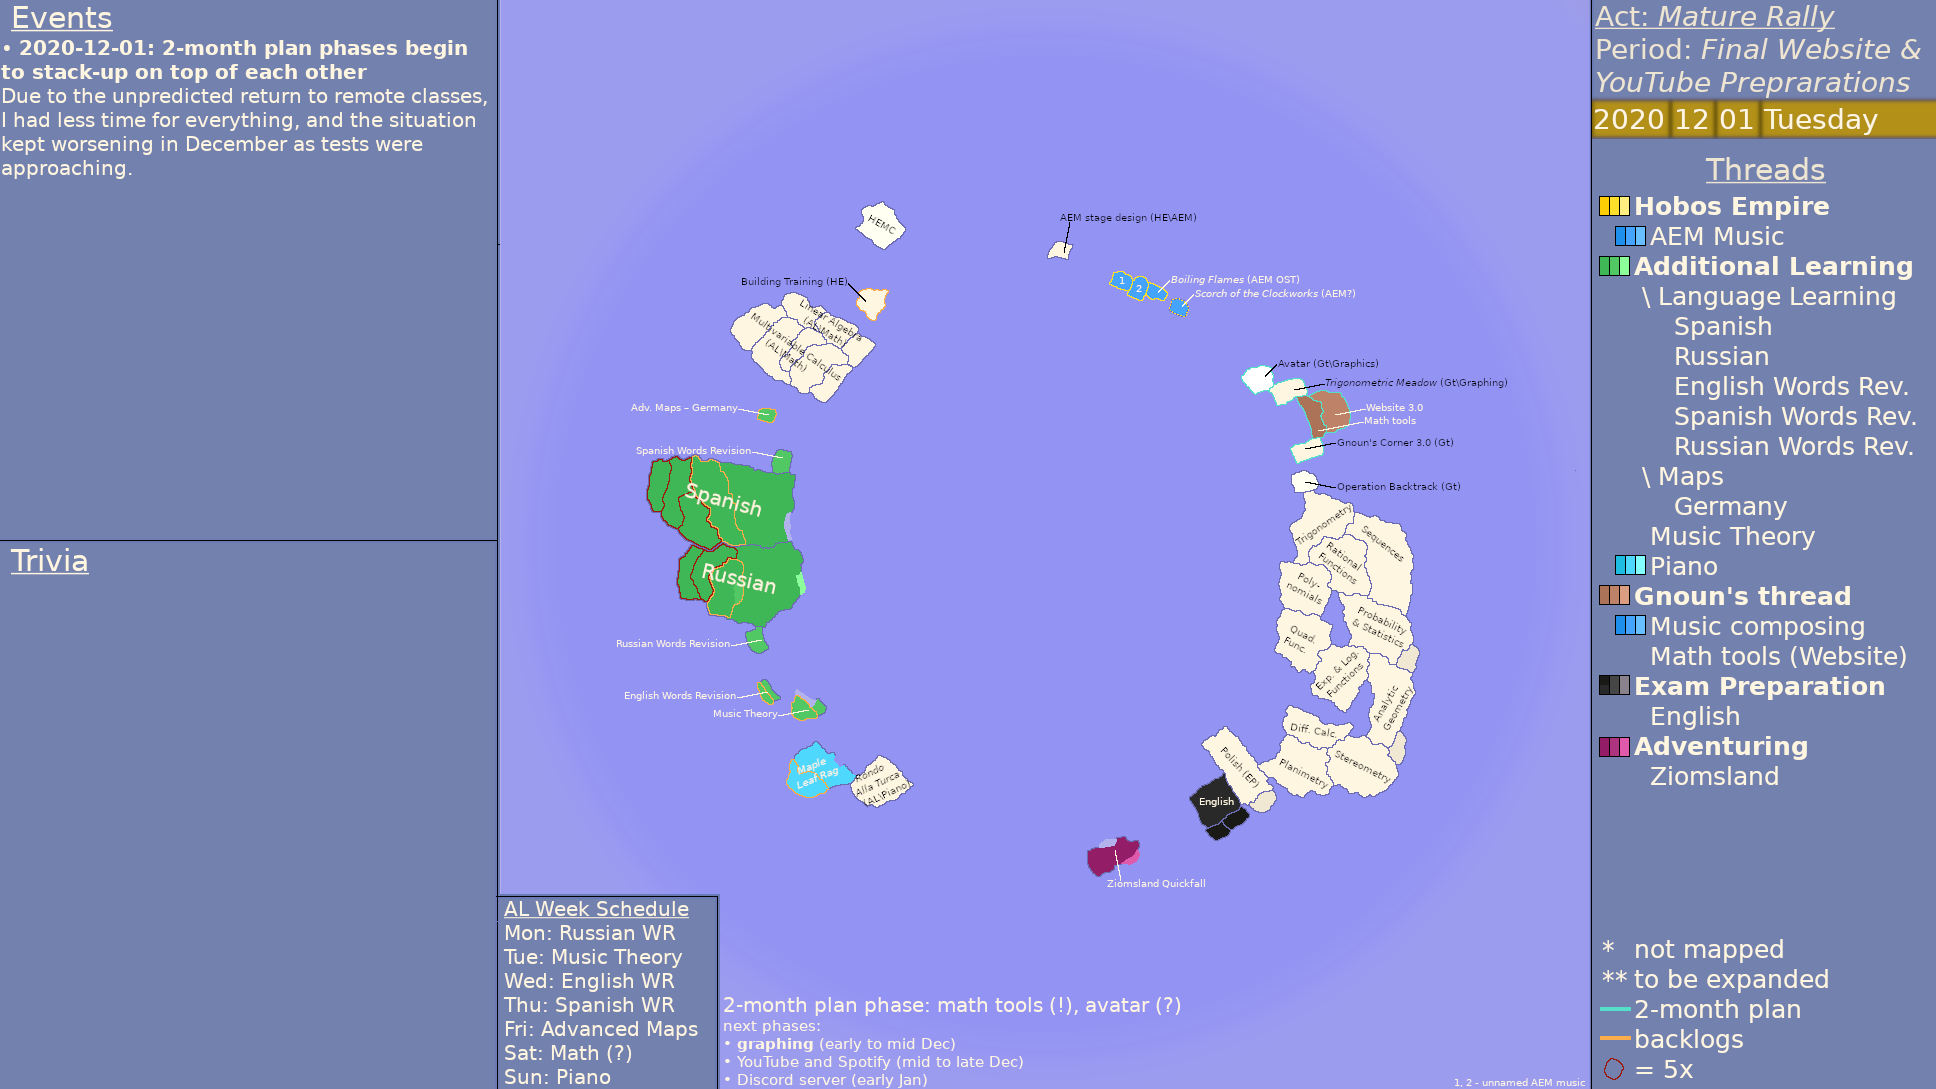 Events
• 2020-12-01: 2-month plan phases begin
to stack-up on top of each other
Due to the unpredicted return to remote classes,
I had less time for everything, and the situation
kept worsening in December as tests were
approaching.
Trivia
HEMC
Building Training (HE)
Linear Algebra
(AL\Math)
Multivariable Calculus
(AL\Math)
Adv. Maps – Germany
Spanish Words Revision
Spanish
Russian
Russian Words Revision
English Words Revision
Music Theory
Maple
Leaf Rag
Rondo
Alla Turca
(AL\Piano)
AEM stage design (HE\AEM)
1
2
Boiling Flames (AEM OST)
Scorch of the Clockworks (AEM?)
Avatar (Gt\Graphics)
Trigonometric Meadow (Gt\Graphing)
Website 3.0
Math tools
Gnoun's Corner 3.0 (Gt)
Operation Backtrack (Gt)
Trigonometry
Sequences
Rational
Functions
Poly-
nomials
Probability
& Statistics
Quad.
Func.
Exp. & Log.
Functions
Analytic
Geometry
Diff. Calc.
Planimetry
Stereometry
Polish (EP)
English
Ziomsland Quickfall
AL Week Schedule
Mon: Russian WR
Tue: Music Theory
Wed: English WR
Thu: Spanish WR
Fri: Advanced Maps
Sat: Math (?)
Sun: Piano
2-month plan phase: math tools (!), avatar (?)
next phases:
• graphing (early to mid Dec)
• YouTube and Spotify (mid to late Dec)
• Discord server (early Jan)
1, 2 - unnamed AEM music
Act: Mature Rally
Period: Final Website &
YouTube Preprarations
2020 12 01 Tuesday
Threads
Hobos Empire
AEM Music
Additional Learning
\ Language Learning
Spanish
Russian
English Words Rev.
Spanish Words Rev.
Russian Words Rev.
\ Maps
Germany
Music Theory
Piano
Gnoun's thread
Music composing
Math tools (Website)
Exam Preparation
English
Adventuring
Ziomsland
* not mapped
** to be expanded
2-month plan
backlogs
= 5x